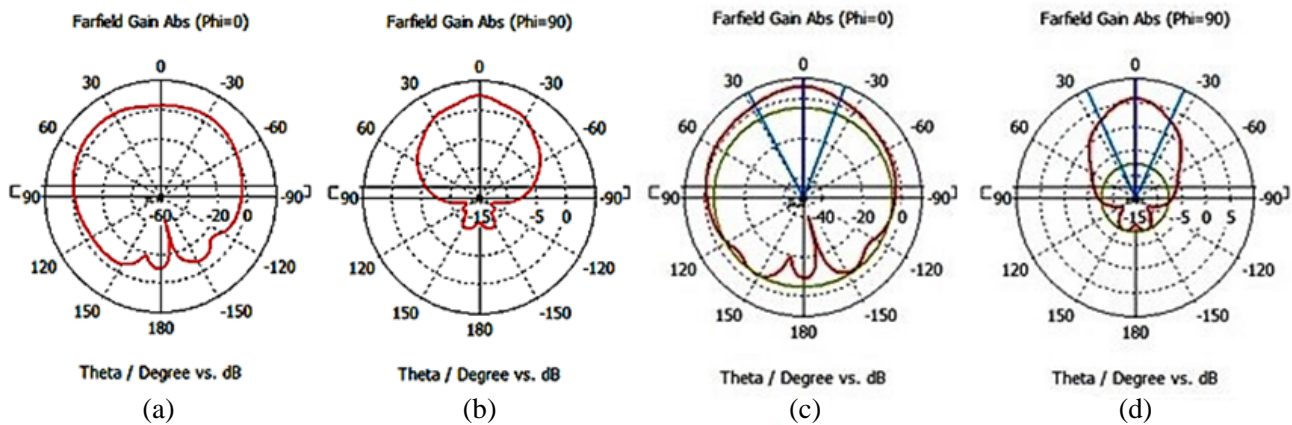 Farfield Gain Abs (Phi=0)
0
30 -30
60 -60
90 -90
-60 -20 0
120 -120
150 -150
180
Theta / Degree vs. dB
(a)
Farfield Gain Abs (Phi=90)
0
30 -30
60 -60
90 -90
-15 -5 0
120 -120
150 -150
180
Theta / Degree vs. dB
(b)
Farfield Gain Abs (Phi=0)
0
30 -30
60 -60
90 -90
-40 -20 0
120 -120
150 -150
180
Theta / Degree vs. dB
(c)
Farfield Gain Abs (Phi=90)
0
30 -30
60 -60
90 -90
-15 -5 0 5
120 -120
150 -150
180
Theta / Degree vs. dB
(d)